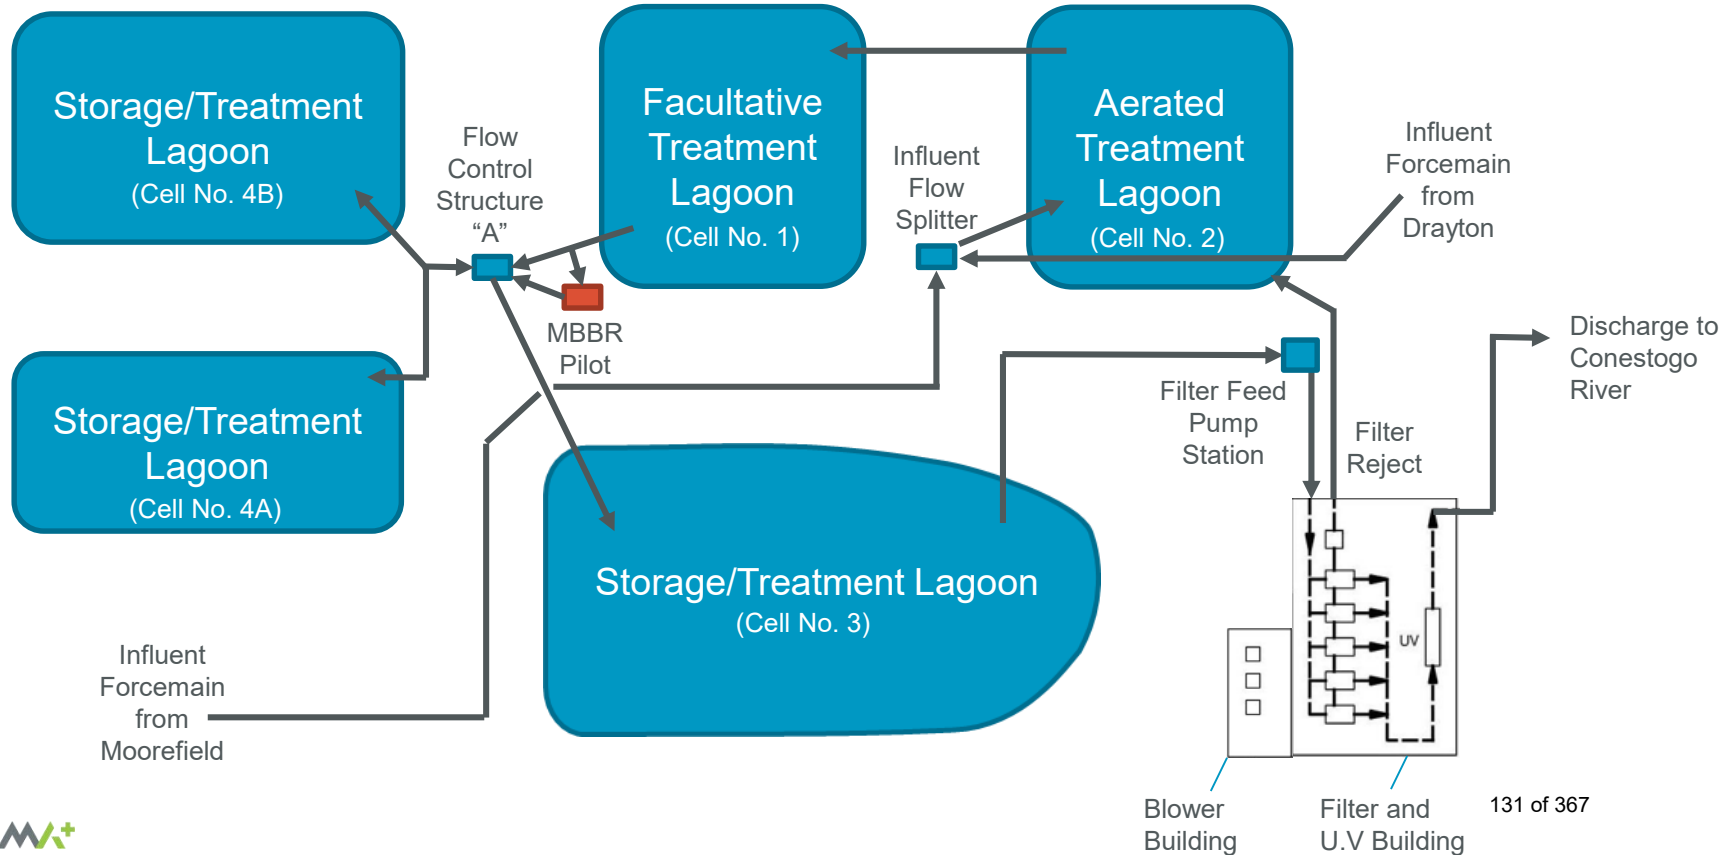 Storage/Treatment
Lagoon
(Cell No. 4B)
Flow
Control
Structure
“A”
Facultative
Treatment
Lagoon
(Cell No. 1)
Influent
Flow
Splitter
Aerated
Treatment
Lagoon
(Cell No. 2)
Influent
Forcemain
from
Drayton
MBBR
Pilot
Storage/Treatment
Lagoon
(Cell No. 4A)
Filter Feed
Pump
Station
Filter
Reject
Discharge to
Conestogo
River
Storage/Treatment Lagoon
(Cell No. 3)
UV
Influent
Forcemain
from
Moorefield
Blower
Building
Filter and
U.V Building
131 of 367